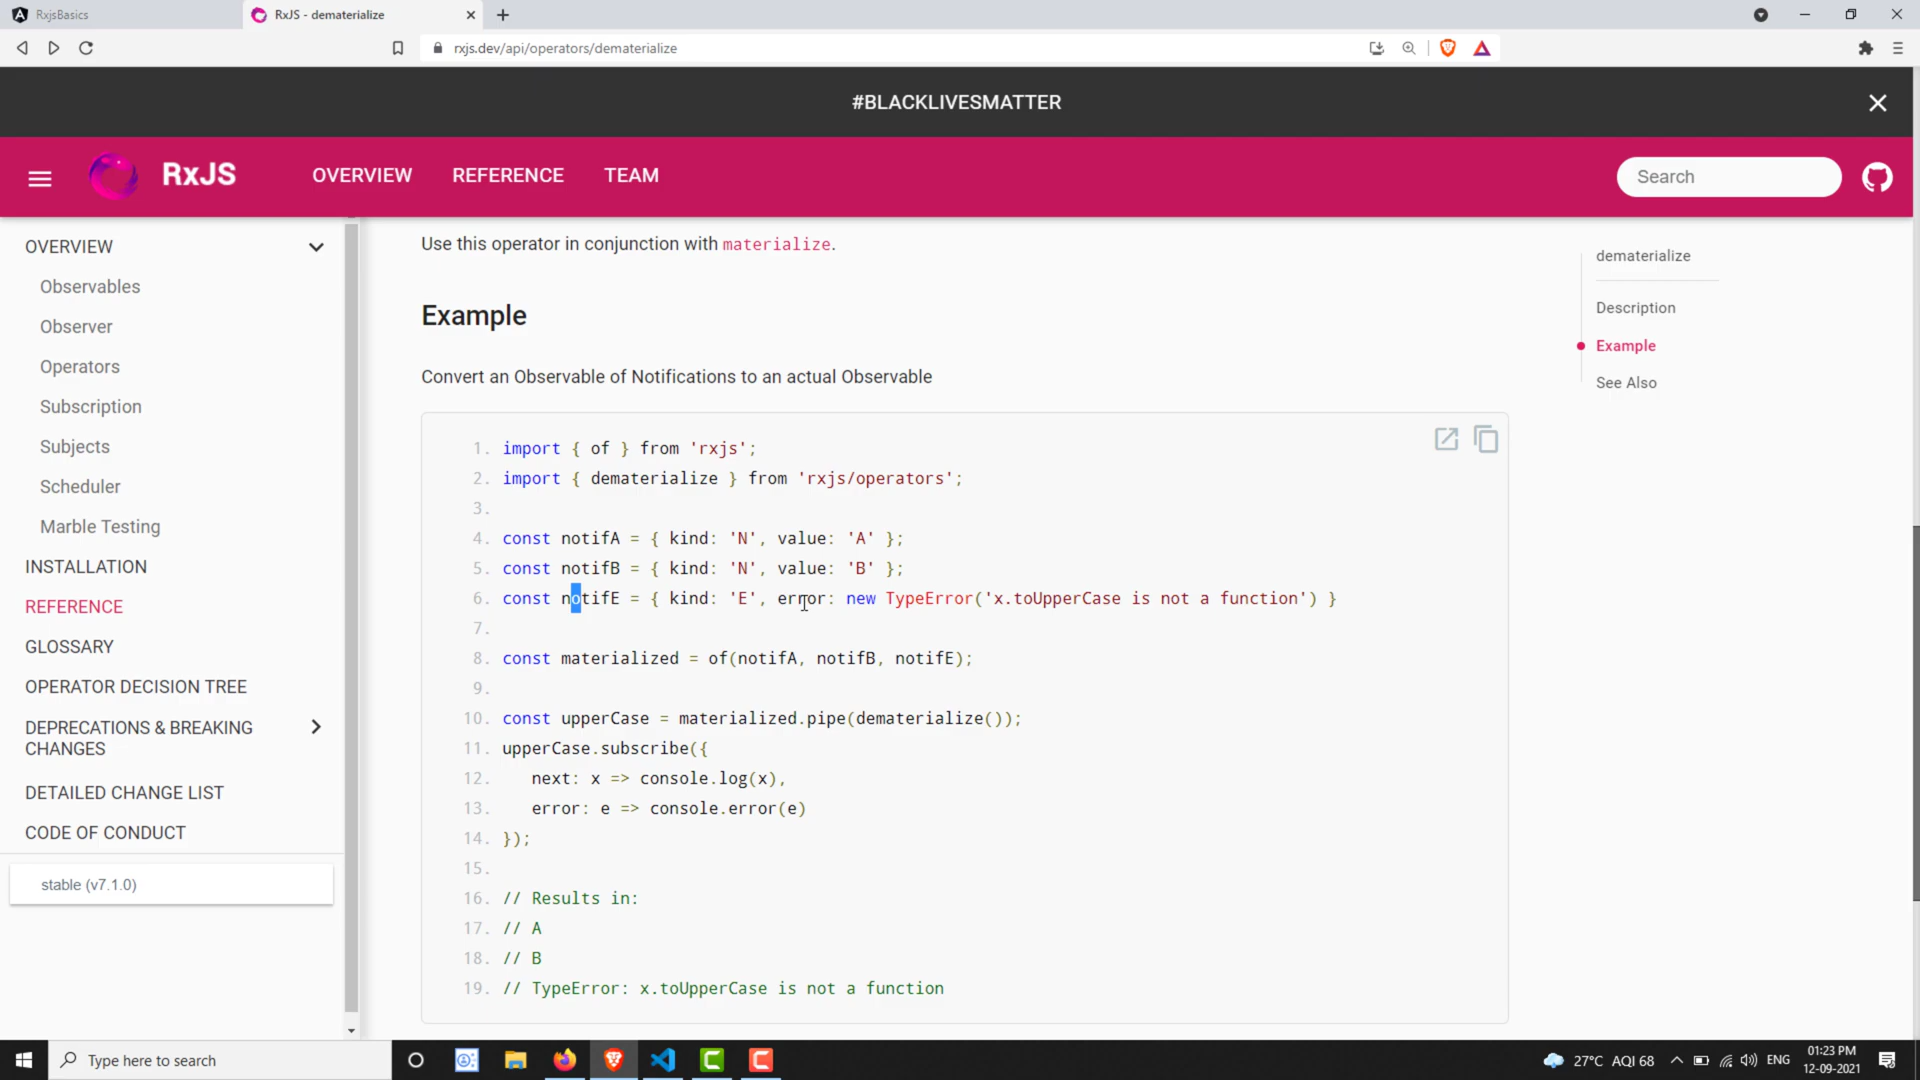 RxjsBasics
RxJS - dematerialize
rxjs.dev/api/operators/dematerialize
#BLACKLIVESMATTER
RxJS
OVERVIEW
REFERENCE
TEAM
Search
OVERVIEW
Observables
Observer
Operators
Subscription
Subjects
Scheduler
Marble Testing
INSTALLATION
REFERENCE
GLOSSARY
OPERATOR DECISION TREE
DEPRECATIONS & BREAKING
CHANGES
DETAILED CHANGE LIST
CODE OF CONDUCT
stable (v7.1.0)
Use this operator in conjunction with materialize.
Example
Convert an Observable of Notifications to an actual Observable
1. import { of } from 'rxjs';
2. import { dematerialize } from 'rxjs/operators';
3.
4. const notifA = { kind: 'N', value: 'A' };
5. const notifB = { kind: 'N', value: 'B' };
6. const notifE = { kind: 'E', error: new TypeError('x.toUpperCase is not a function') }
7.
8. const materialized = of(notifA, notifB, notifE);
9.
10. const upperCase = materialized.pipe(dematerialize());
11. upperCase.subscribe({
12. next: x => console.log(x),
13. error: e => console.error(e)
14. });
15.
16. // Results in:
17. // A
18. // B
19. // TypeError: x.toUpperCase is not a function
dematerialize
Description
Example
See Also
Type here to search
27°C AQI 68
ENG
01:23 PM
12-09-2021